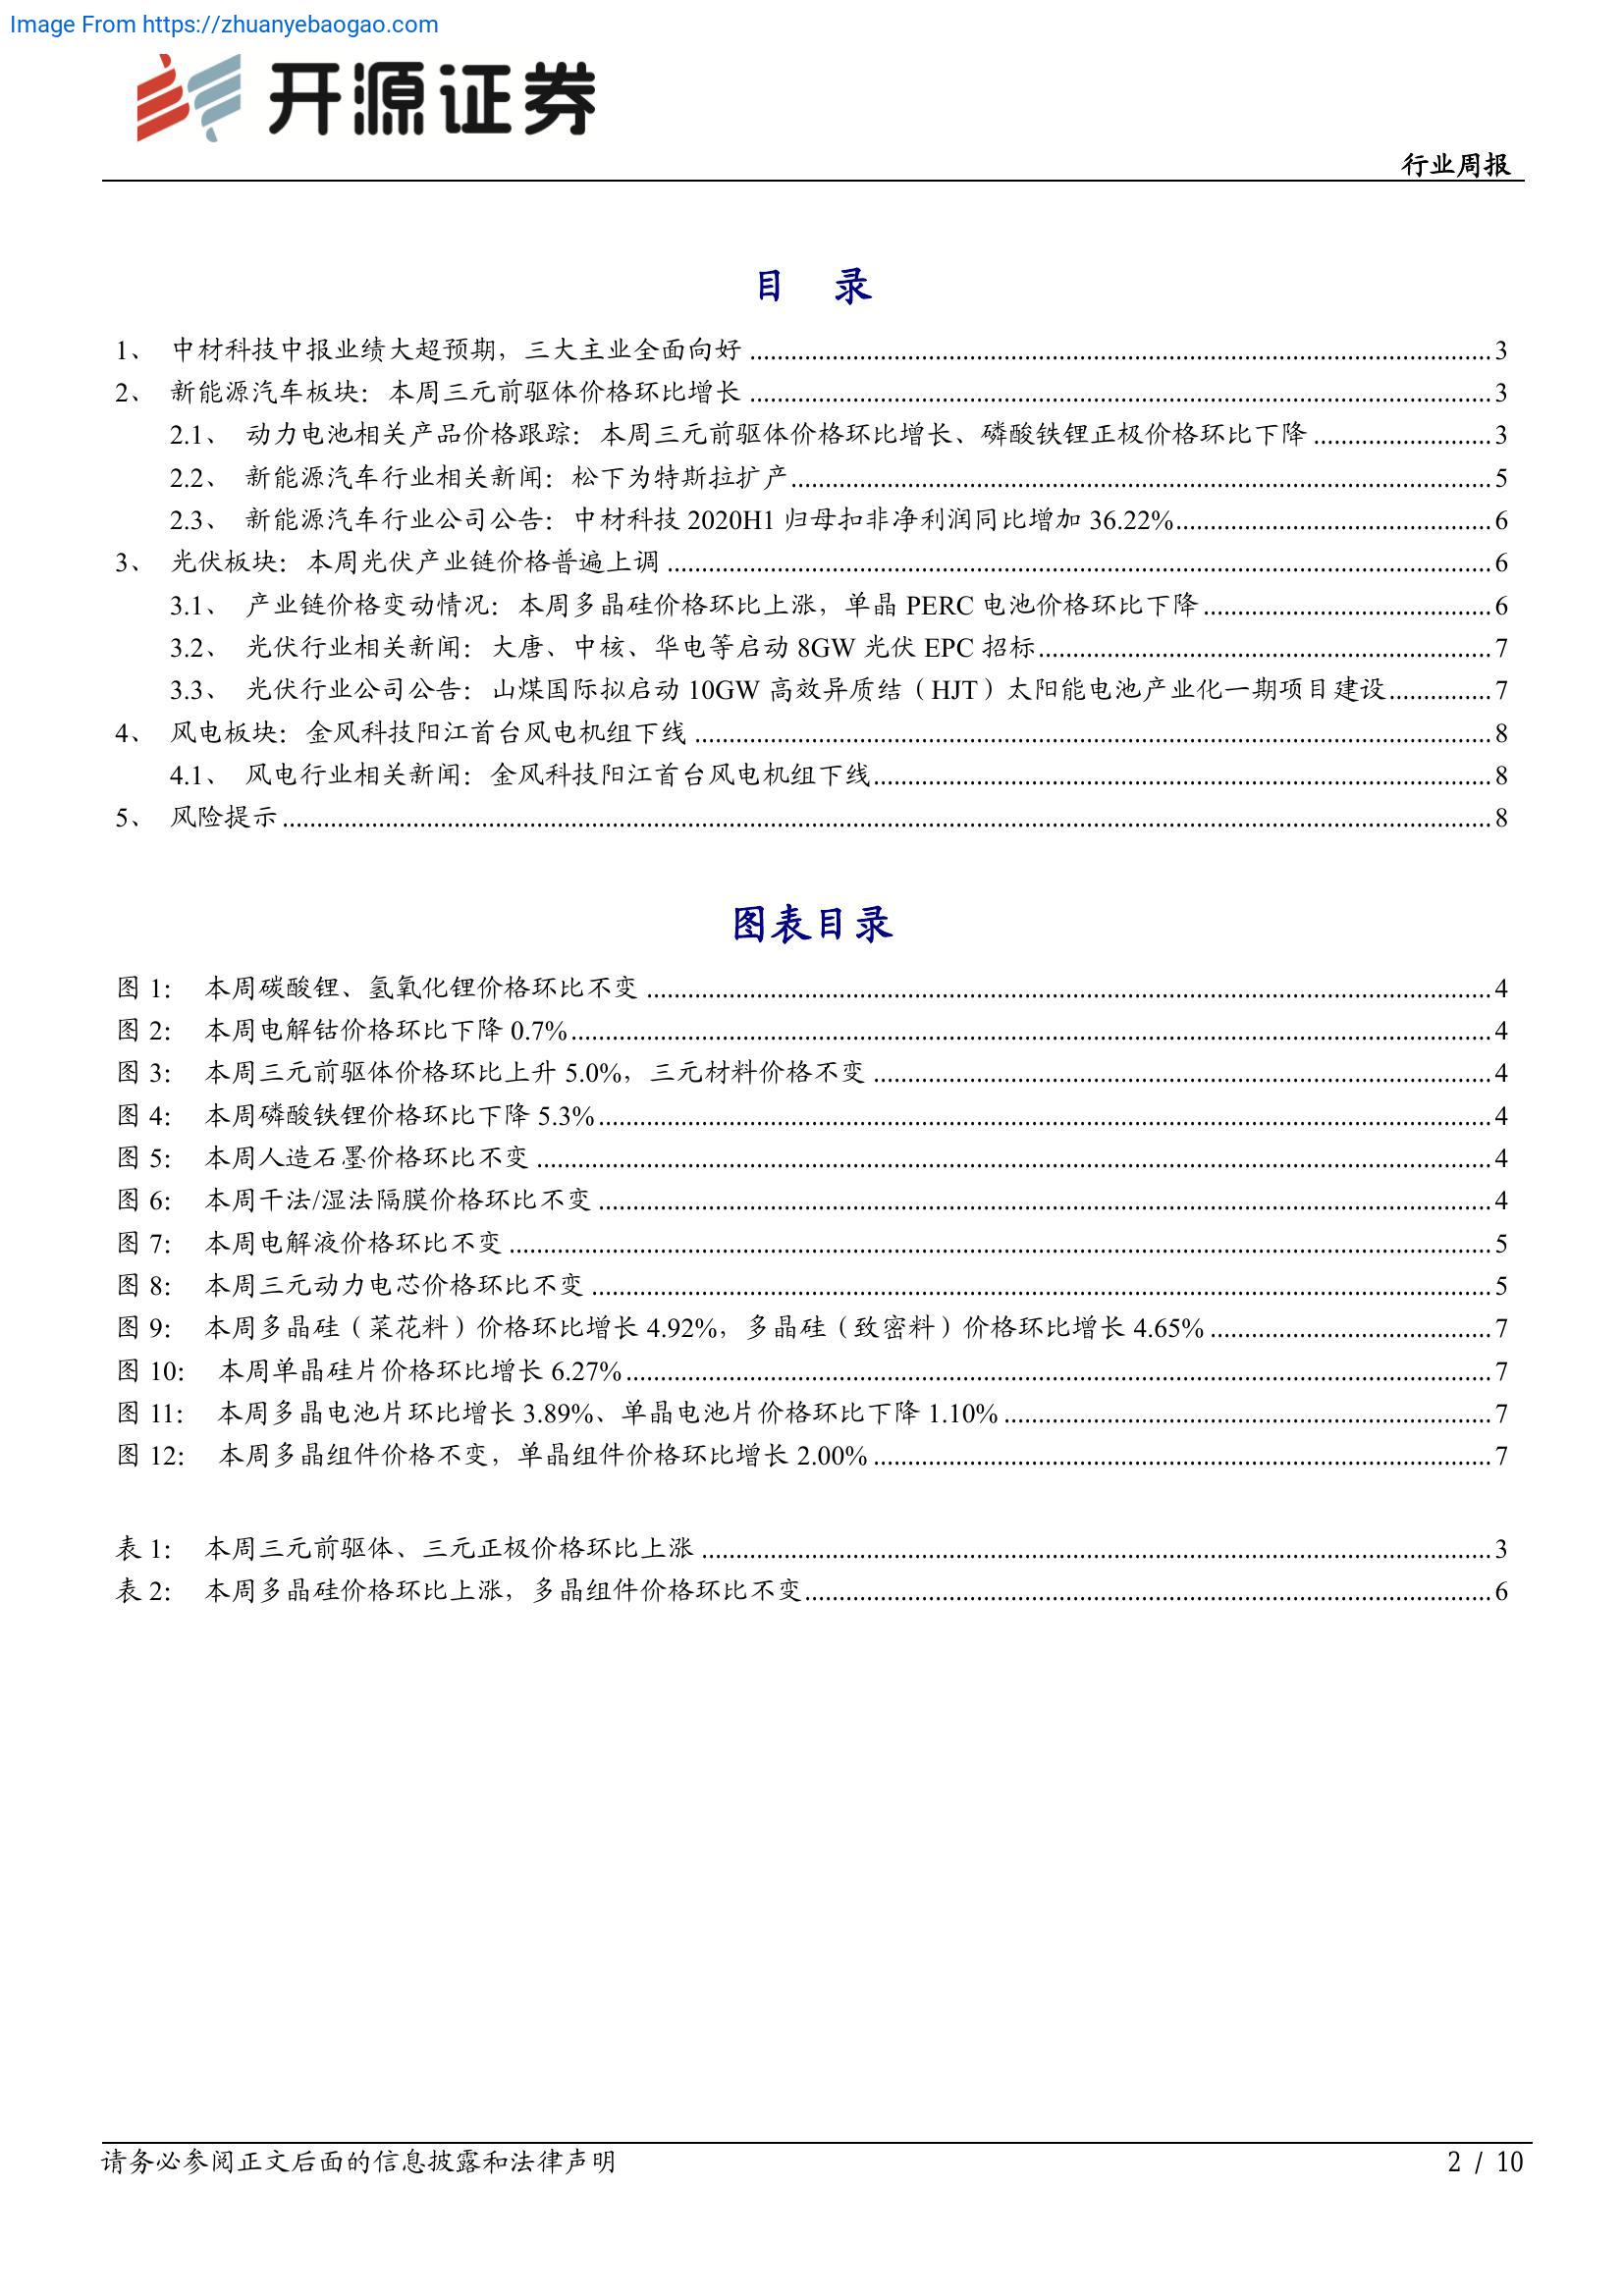 Image From https://zhuanyebaogao.com
开源证券
行业周报
目 录
1、 中材科技中报业绩大超预期，三大主业全面向好 3
2、 新能源汽车板块：本周三元前驱体价格环比增长 3
2.1、 动力电池相关产品价格跟踪：本周三元前驱体价格环比增长、磷酸铁锂正极价格环比下降 3
2.2、 新能源汽车行业相关新闻：松下为特斯拉扩产 5
2.3、 新能源汽车行业公司公告：中材科技 2020H1 归母扣非净利润同比增加 36.22% 6
3、 光伏板块：本周光伏产业链价格普遍上调 6
3.1、 产业链价格变动情况：本周多晶硅价格环比上涨，单晶 PERC 电池价格环比下降 6
3.2、 光伏行业相关新闻：大唐、中核、华电等启动 8GW 光伏 EPC 招标 7
3.3、 光伏行业公司公告：山煤国际拟启动 10GW 高效异质结（HJT）太阳能电池产业化一期项目建设 7
4、 风电板块：金风科技阳江首台风电机组下线 8
4.1、 风电行业相关新闻：金风科技阳江首台风电机组下线 8
5、 风险提示 8
图表目录
图 1： 本周碳酸锂、氢氧化锂价格环比不变 4
图 2： 本周电解钴价格环比下降 0.7% 4
图 3： 本周三元前驱体价格环比上升 5.0%，三元材料价格不变 4
图 4： 本周磷酸铁锂价格环比下降 5.3% 4
图 5： 本周人造石墨价格环比不变 4
图 6： 本周干法/湿法隔膜价格环比不变 4
图 7： 本周电解液价格环比不变 5
图 8： 本周三元动力电芯价格环比不变 5
图 9： 本周多晶硅（菜花料）价格环比增长 4.92%，多晶硅（致密料）价格环比增长 4.65% 7
图 10： 本周单晶硅片价格环比增长 6.27% 7
图 11： 本周多晶电池片环比增长 3.89%、单晶电池片价格环比下降 1.10% 7
图 12： 本周多晶组件价格不变，单晶组件价格环比增长 2.00% 7
表 1： 本周三元前驱体、三元正极价格环比上涨 3
表 2： 本周多晶硅价格环比上涨，多晶组件价格环比不变 6
请务必参阅正文后面的信息披露和法律声明
2 / 10